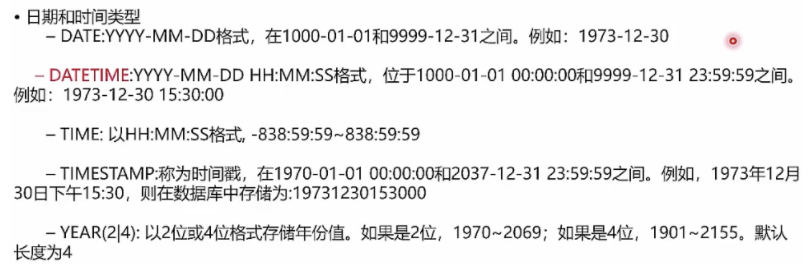 • 日期和时间类型
– DATE:YYYY-MM-DD格式，在1000-01-01和9999-12-31之间。例如：1973-12-30
– DATETIME:YYYY-MM-DD HH:MM:SS格式，位于1000-01-01 00:00:00和9999-12-31 23:59:59之间。
例如：1973-12-30 15:30:00
– TIME: 以HH:MM:SS格式, -838:59:59~838:59:59
– TIMESTAMP:称为时间戳，在1970-01-01 00:00:00和2037-12-31 23:59:59之间。例如，1973年12月
30日下午15:30，则在数据库中存储为:19731230153000
– YEAR(2|4): 以2位或4位格式存储年份值。如果是2位，1970~2069；如果是4位，1901~2155。默认
长度为4